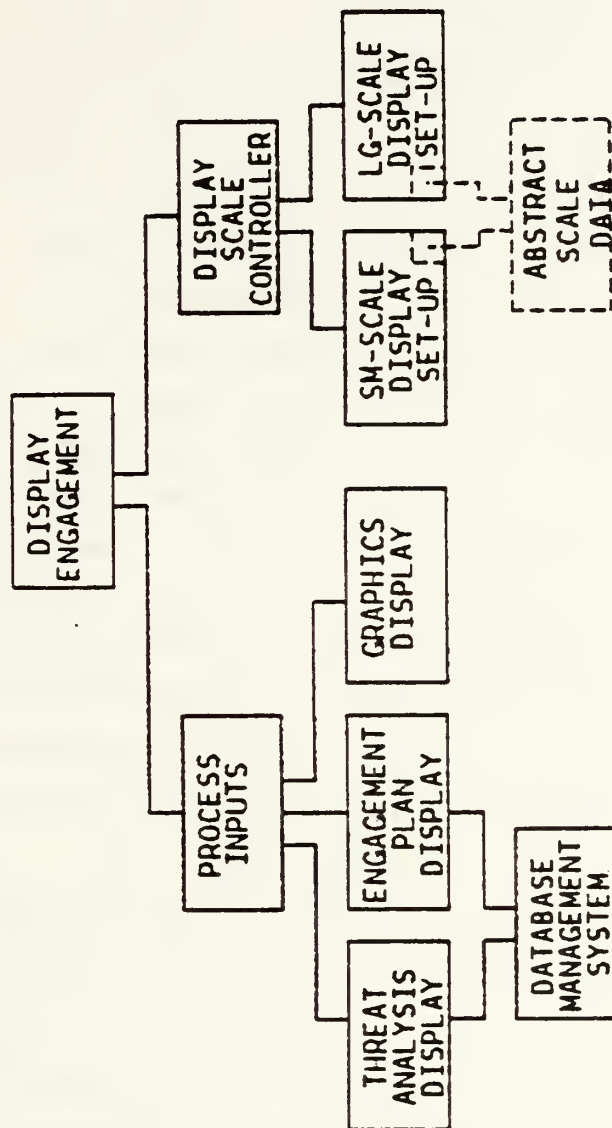 DISPLAY
ENGAGEMENT
PROCESS
INPUTS
DISPLAY
SCALE
CONTROLLER
THREAT
ANALYSIS
DISPLAY
ENGAGEMENT
PLAN
DISPLAY
GRAPHICS
DISPLAY
SM-SCALE
DISPLAY
SET-UP
LG-SCALE
DISPLAY
SET-UP
DATABASE
MANAGEMENT
SYSTEM
ABSTRACT
SCALE
DATA